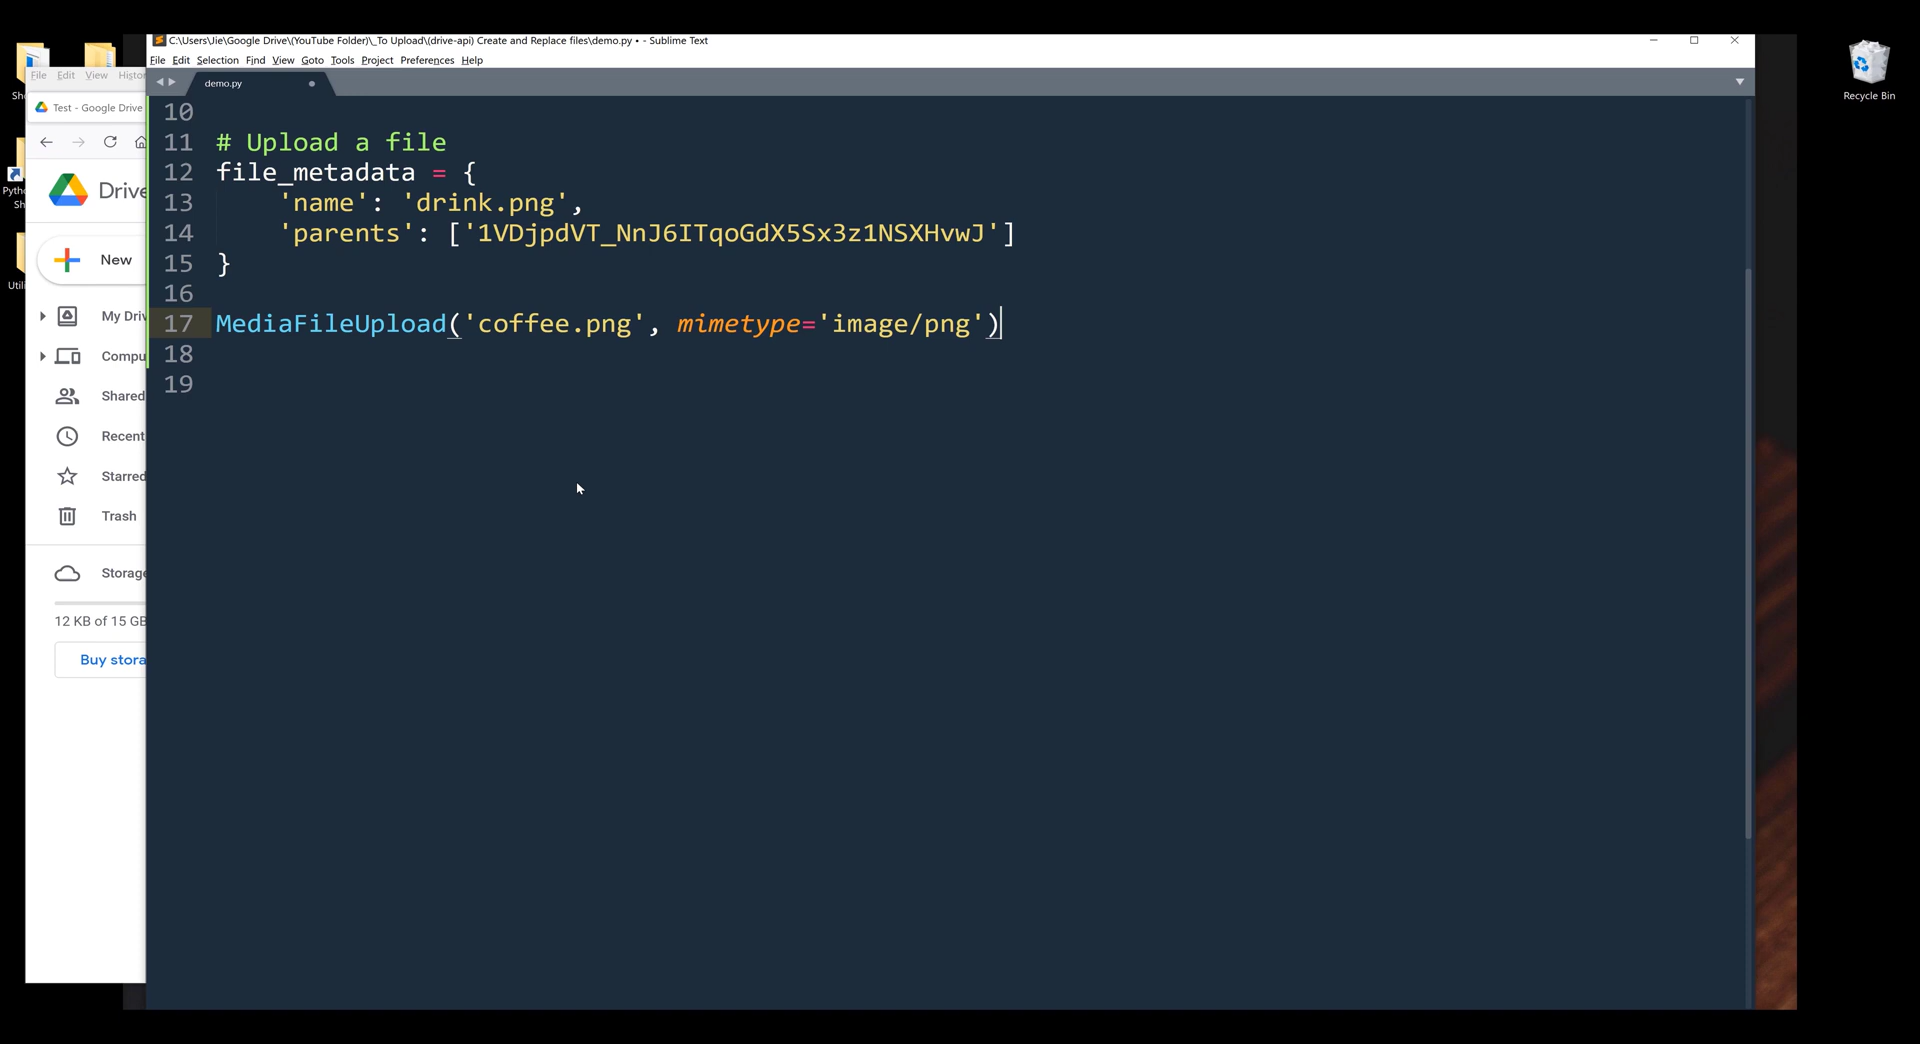 C:\Users\Jie\Google Drive\(YouTube Folder)\_To Upload\(drive-api) Create and Replace files\demo.py • - Sublime Text
File Edit Selection Find View Goto Tools Project Preferences Help
demo.py
10
11 # Upload a file
12 file_metadata = {
13 'name': 'drink.png',
14 'parents': ['1VDjpdVT_NnJ6ITqoGdX5Sx3z1NSXHvwJ']
15 }
16
17 MediaFileUpload('coffee.png', mimetype='image/png')
18
19
File Edit View Histor
Test - Google Drive
Drive
New
My Driv
Compu
Shared
Recent
Starred
Trash
Storage
12 KB of 15 GB
Buy stora
Sho
Pytho
Sh
Utili
Recycle Bin